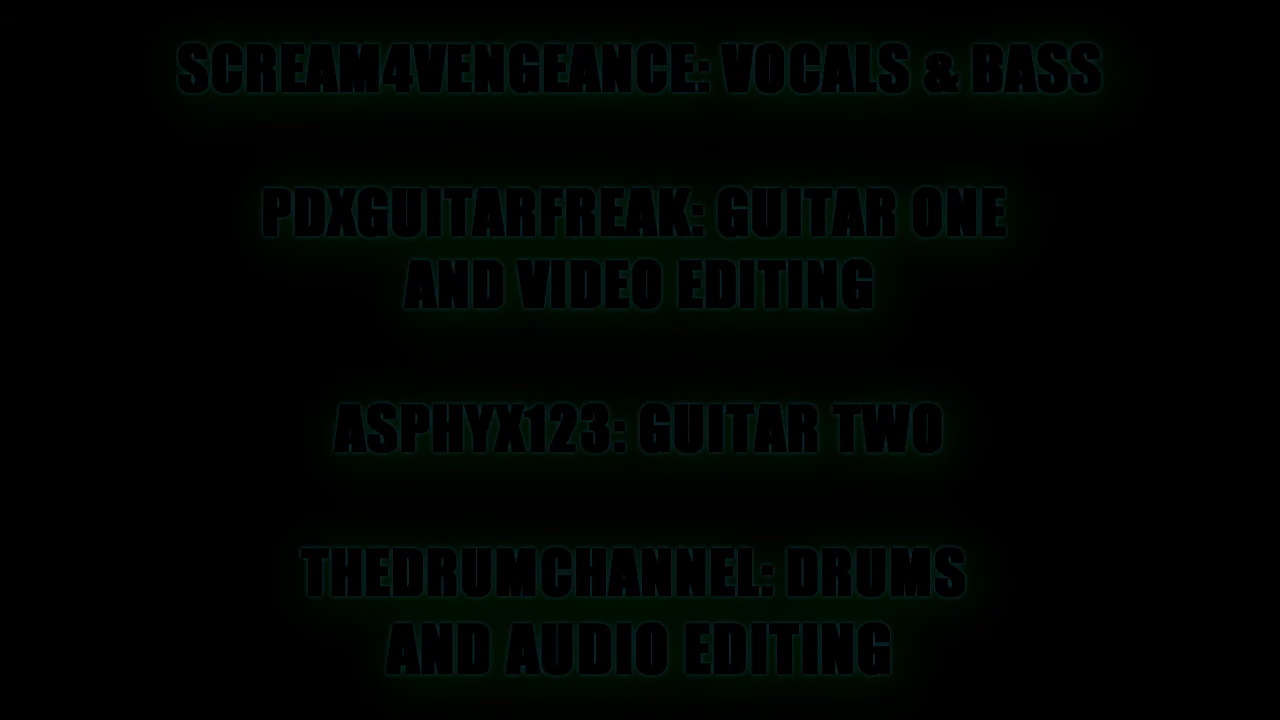 SCREAM4VENGEANCE: VOCALS & BASS
PDXGUITARFREAK: GUITAR ONE
AND VIDEO EDITING
ASPHYX123: GUITAR TWO
THEDRUMCHANNEL: DRUMS
AND AUDIO EDITING